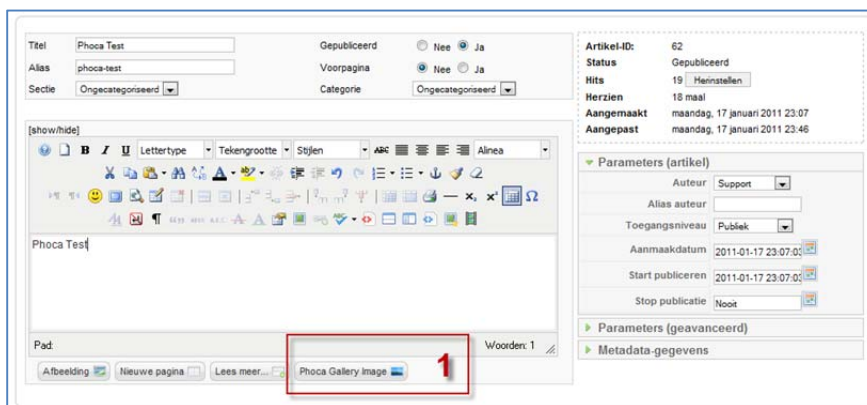 Titel Phoca Test Gepubliceerd Nee Ja
Alias phoca-test Voorpagina Nee Ja
Sectie Ongecategoriseerd Categorie Ongecategoriseerd
[show/hide]
B I U Lettertype Tekengrootte Stijlen ABC Alinea
Phoca Test
Pad: Woorden: 1
Afbeelding Nieuwe pagina Lees meer... Phoca Gallery Image 1
Artikel-ID: 62
Status Gepubliceerd
Hits 19 Herinstellen
Herzien 18 maal
Aangemaakt maandag, 17 januari 2011 23:07
Aangepast maandag, 17 januari 2011 23:46
Parameters (artikel)
Auteur Support
Alias auteur
Toegangsniveau Publiek
Aanmaakdatum 2011-01-17 23:07:03
Start publiceren 2011-01-17 23:07:03
Stop publicatie Nooit
Parameters (geavanceerd)
Metadata-gegevens